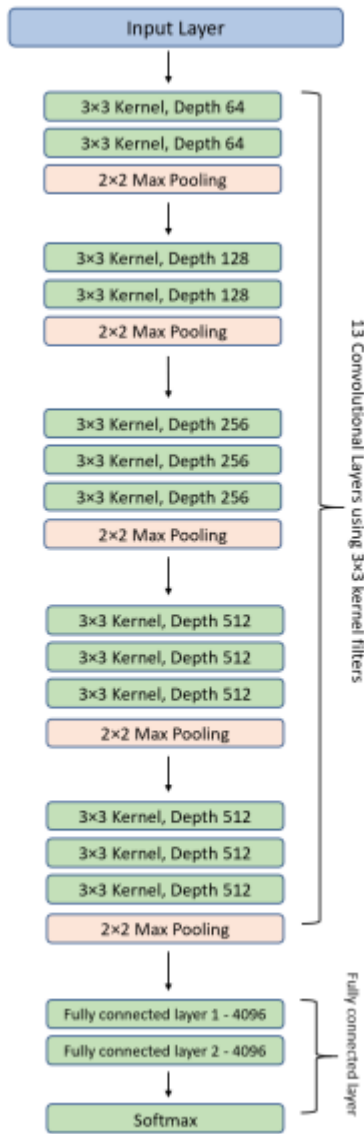 Input Layer
3×3 Kernel, Depth 64
3×3 Kernel, Depth 64
2×2 Max Pooling
3×3 Kernel, Depth 128
3×3 Kernel, Depth 128
2×2 Max Pooling
3×3 Kernel, Depth 256
3×3 Kernel, Depth 256
3×3 Kernel, Depth 256
2×2 Max Pooling
3×3 Kernel, Depth 512
3×3 Kernel, Depth 512
3×3 Kernel, Depth 512
2×2 Max Pooling
3×3 Kernel, Depth 512
3×3 Kernel, Depth 512
3×3 Kernel, Depth 512
2×2 Max Pooling
13 Convolutional Layers using 3×3 kernel filters
Fully connected layer 1 - 4096
Fully connected layer 2 - 4096
Softmax
Fully connected layer